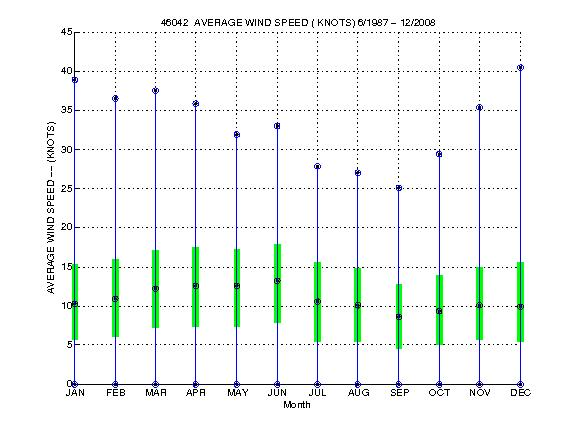 46042 AVERAGE WIND SPEED ( KNOTS) 6/1987 – 12/2008
AVERAGE WIND SPEED –– (KNOTS)
45
40
35
30
25
20
15
10
5
0
JAN FEB MAR APR MAY JUN JUL AUG SEP OCT NOV DEC
Month